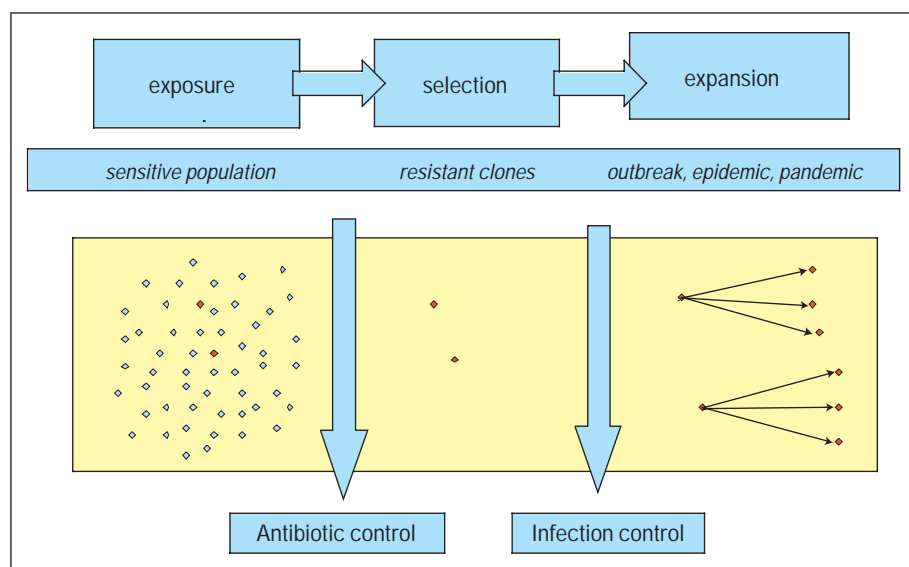 exposure
selection
expansion
sensitive population
resistant clones
outbreak, epidemic, pandemic
Antibiotic control
Infection control